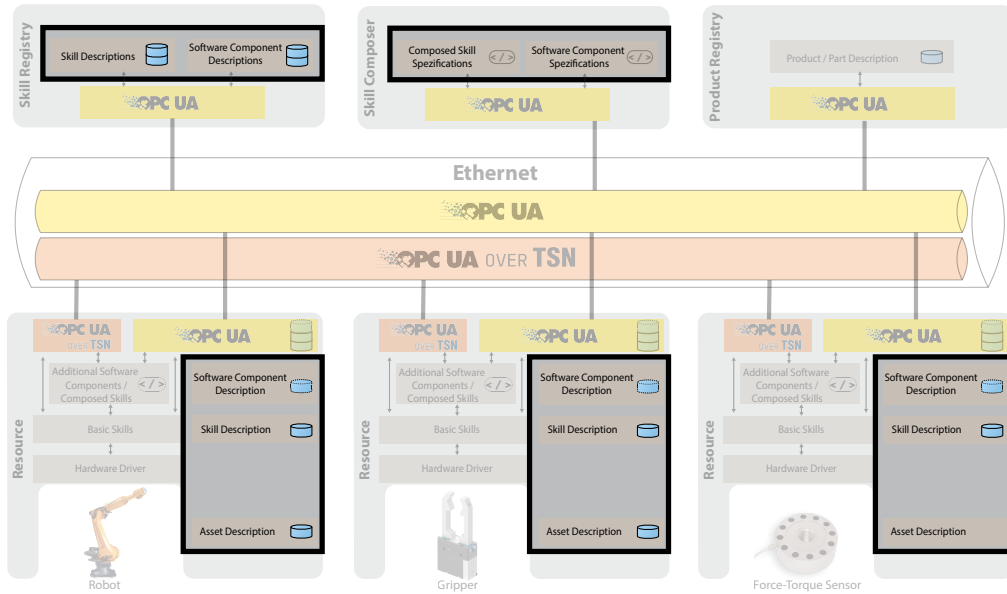 Skill Registry
Skill Descriptions
Software Component
Descriptions
OPC UA
Skill Composer
Composed Skill
Spezifications
</>
Software Component
Spezifications
</>
OPC UA
Product Registry
Product / Part Description
OPC UA
Ethernet
OPC UA
OPC UA OVER TSN
Resource
OPC UA
OVER TSN
OPC UA
Additional Software
Components /
Composed Skills
</>
Basic Skills
Hardware Driver
Software Component
Description
Skill Description
Asset Description
Robot
Resource
OPC UA
OVER TSN
OPC UA
Additional Software
Components /
Composed Skills
</>
Basic Skills
Hardware Driver
Software Component
Description
Skill Description
Asset Description
Gripper
Resource
OPC UA
OVER TSN
OPC UA
Additional Software
Components /
Composed Skills
</>
Basic Skills
Hardware Driver
Software Component
Description
Skill Description
Asset Description
Force-Torque Sensor